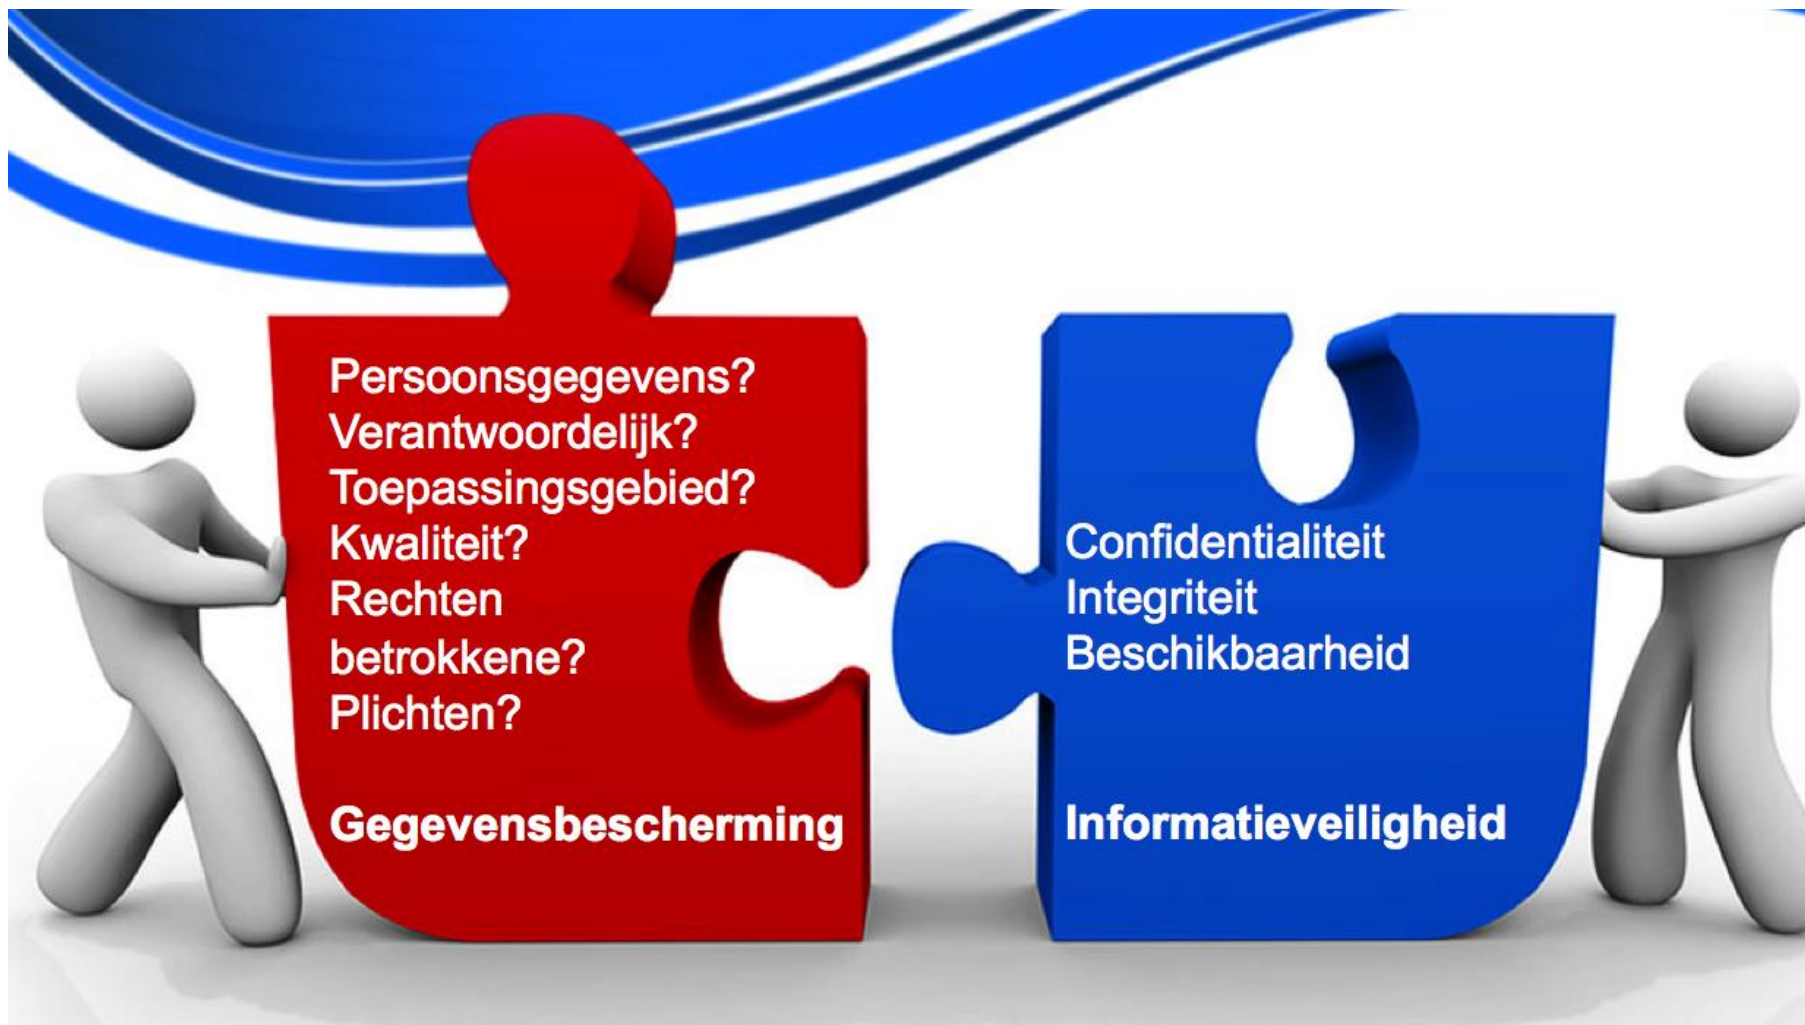 Persoonsgegevens?
Verantwoordelijk?
Toepassingsgebied?
Kwaliteit?
Rechten
betrokkene?
Plichten?
Gegevensbescherming
Confidentialiteit
Integriteit
Beschikbaarheid
Informatieveiligheid